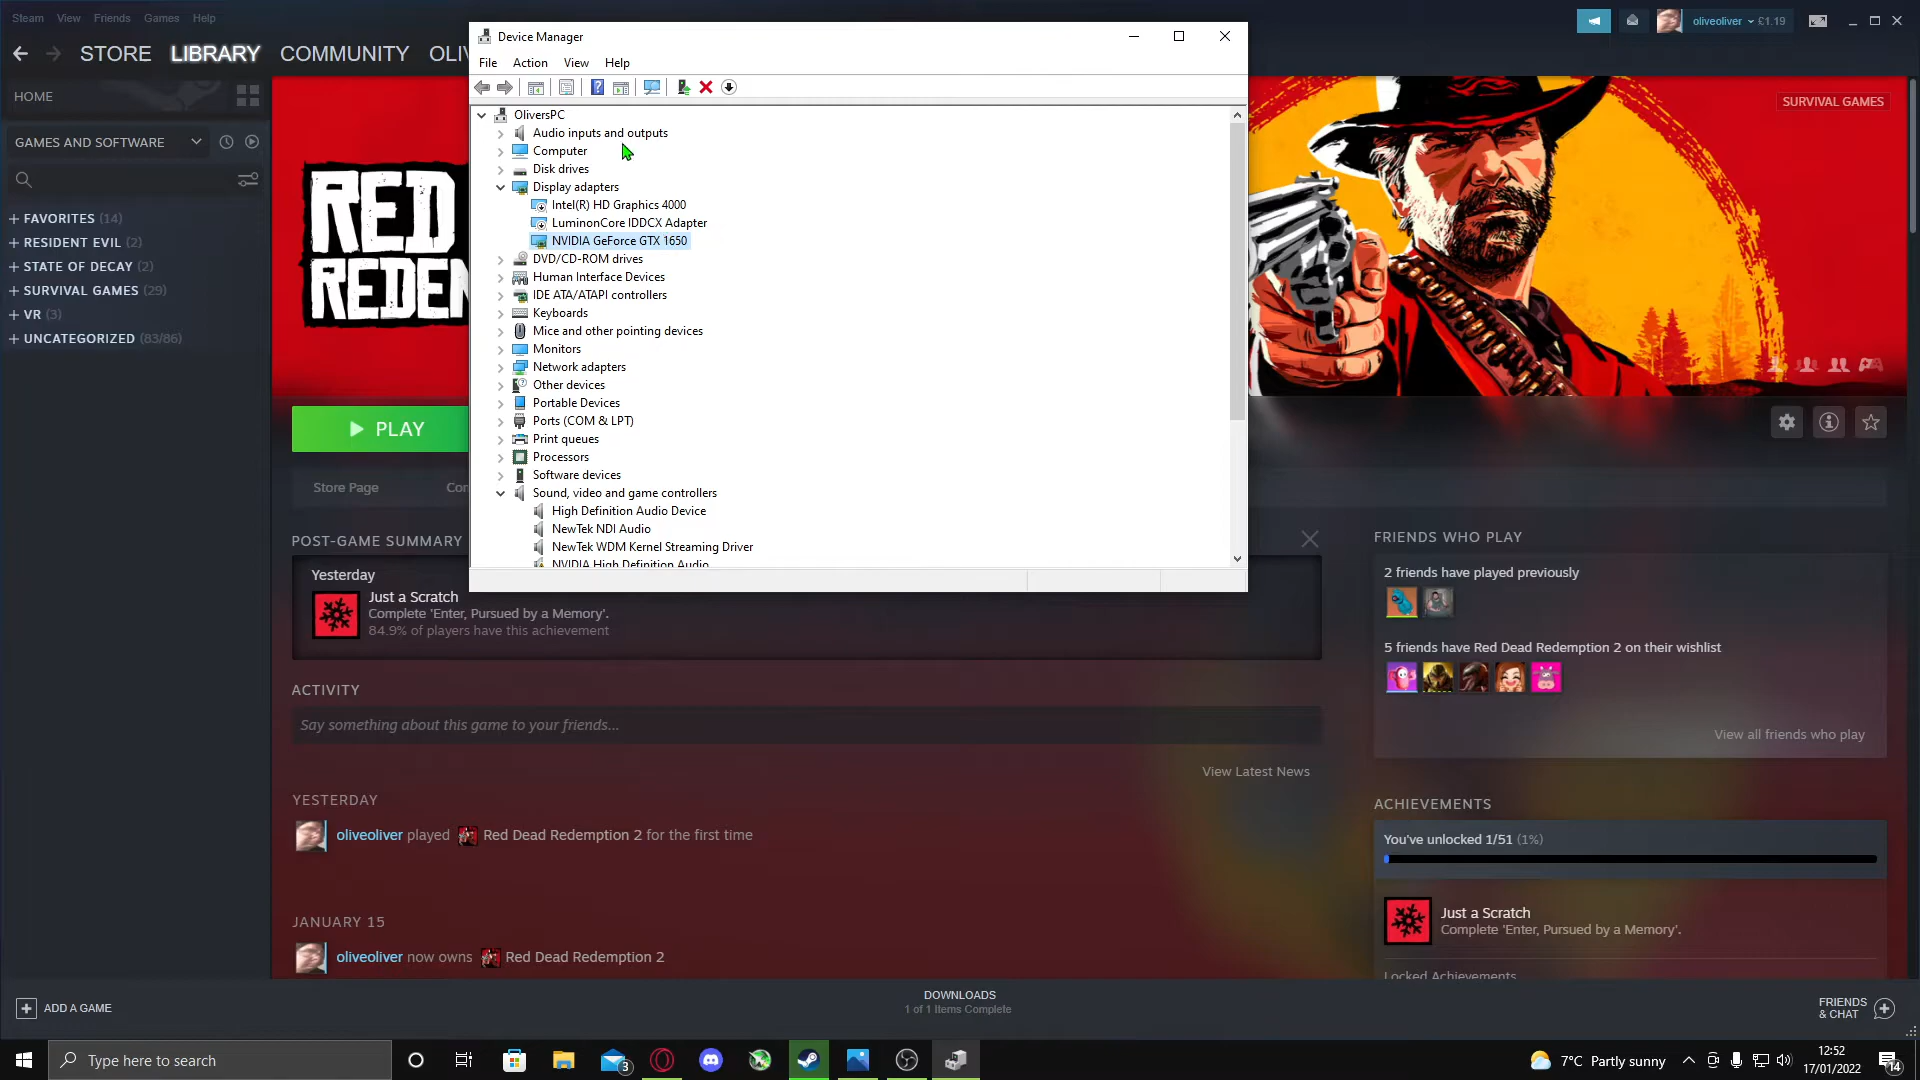 Steam View Friends Games Help
oliveoliver £1.19
STORE LIBRARY COMMUNITY OLIV
HOME
GAMES AND SOFTWARE
+ FAVORITES (14)
+ RESIDENT EVIL (2)
+ STATE OF DECAY (2)
+ SURVIVAL GAMES (29)
+ VR (3)
+ UNCATEGORIZED (83/86)
Device Manager
File Action View Help
OliversPC
Audio inputs and outputs
Computer
Disk drives
Display adapters
Intel(R) HD Graphics 4000
LuminonCore IDDCX Adapter
NVIDIA GeForce GTX 1650
DVD/CD-ROM drives
Human Interface Devices
IDE ATA/ATAPI controllers
Keyboards
Mice and other pointing devices
Monitors
Network adapters
Other devices
Portable Devices
Ports (COM & LPT)
Print queues
Processors
Software devices
Sound, video and game controllers
High Definition Audio Device
NewTek NDI Audio
NewTek WDM Kernel Streaming Driver
NVIDIA High Definition Audio
SURVIVAL GAMES
RED
REDEN
PLAY
Store Page Co
POST-GAME SUMMARY
Yesterday
Just a Scratch
Complete 'Enter, Pursued by a Memory'.
84.9% of players have this achievement
ACTIVITY
Say something about this game to your friends...
View Latest News
YESTERDAY
oliveoliver played Red Dead Redemption 2 for the first time
JANUARY 15
oliveoliver now owns Red Dead Redemption 2
FRIENDS WHO PLAY
2 friends have played previously
5 friends have Red Dead Redemption 2 on their wishlist
View all friends who play
ACHIEVEMENTS
You've unlocked 1/51 (1%)
Just a Scratch
Complete 'Enter, Pursued by a Memory'.
Locked Achievements
ADD A GAME
DOWNLOADS
1 of 1 Items Complete
FRIENDS
& CHAT
Type here to search
3
7°C Partly sunny
12:52
17/01/2022
14